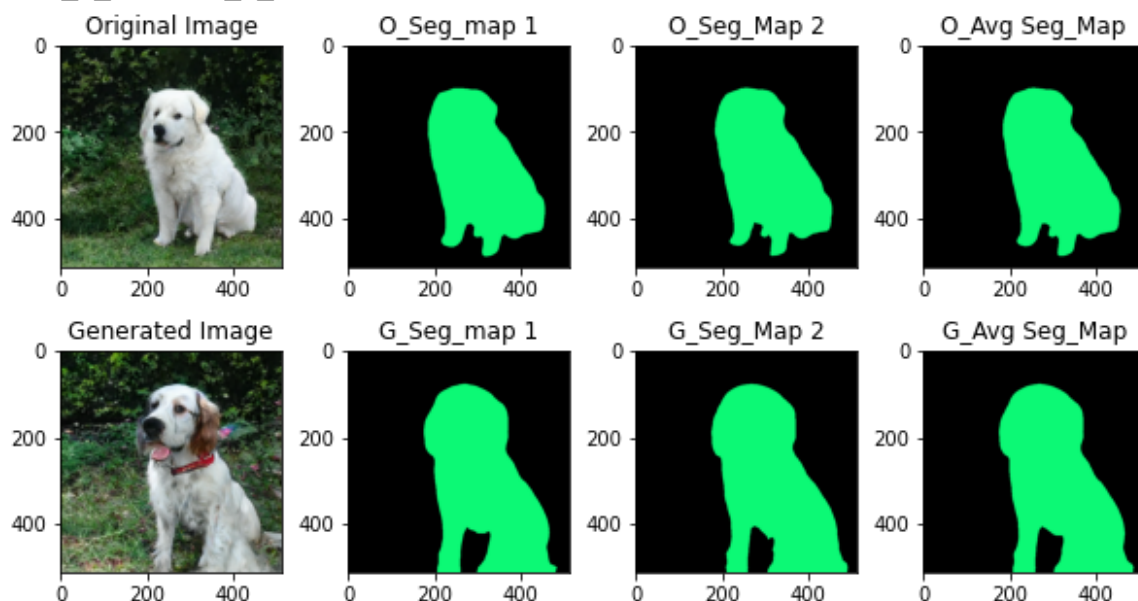 Original Image O_Seg_map 1 O_Seg_Map 2 O_Avg Seg_Map
0 0 0 0
200 200 200 200
400 400 400 400
0 200 400 0 200 400 0 200 400 0 200 400
Generated Image G_Seg_map 1 G_Seg_Map 2 G_Avg Seg_Map
0 0 0 0
200 200 200 200
400 400 400 400
0 200 400 0 200 400 0 200 400 0 200 400